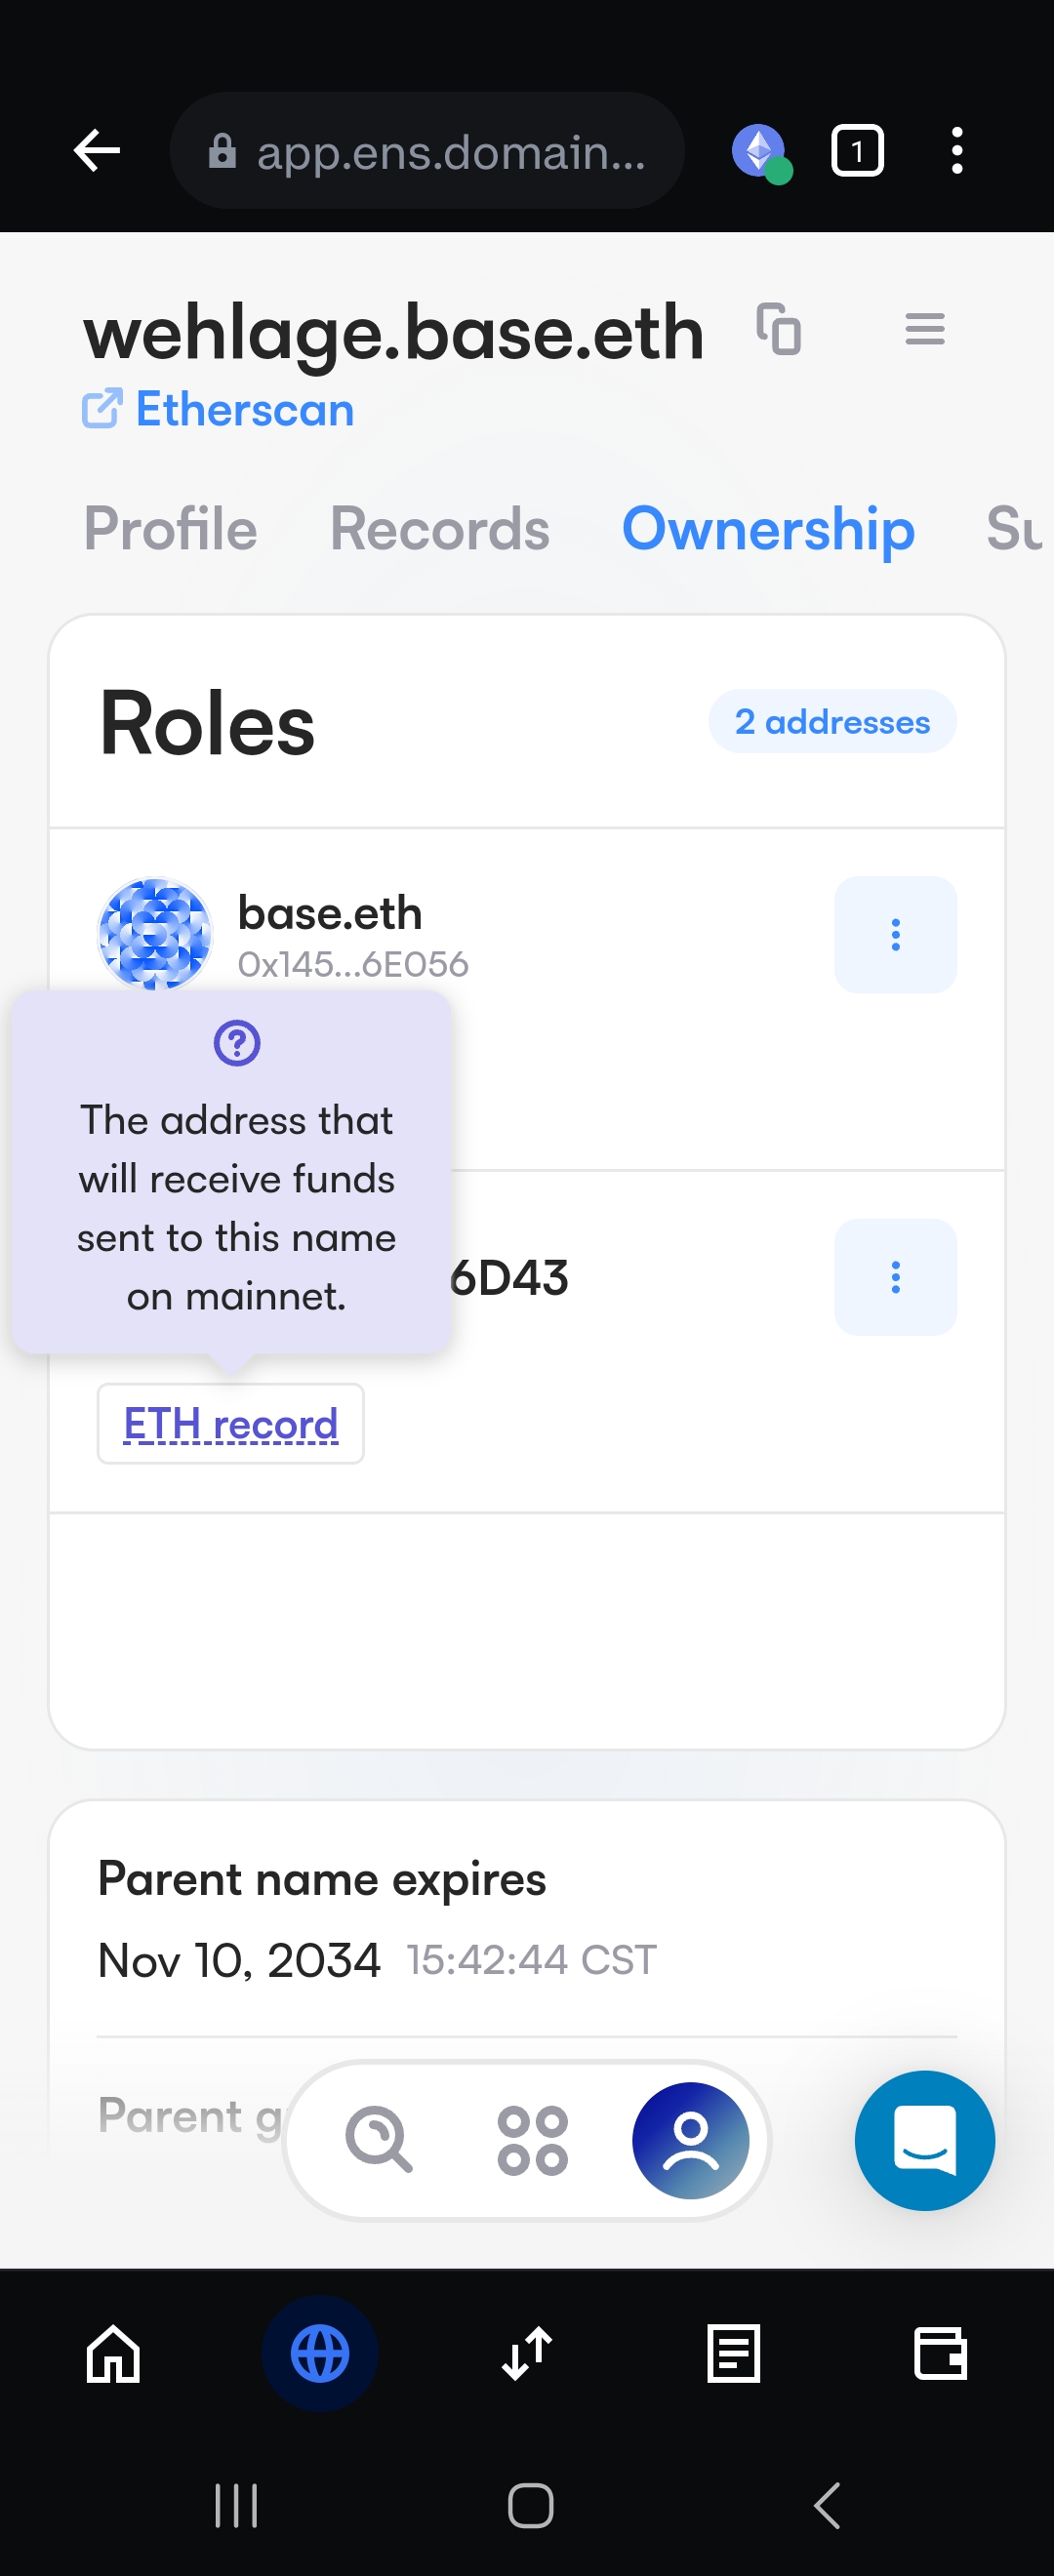 app.ens.domain...
1
wehlage.base.eth
Etherscan
Profile Records Ownership Su
Roles
2 addresses
base.eth
0x145...6E056
The address that
will receive funds
sent to this name
on mainnet.
6D43
ETH record
Parent name expires
Nov 10, 2034 15:42:44 CST
Parent g